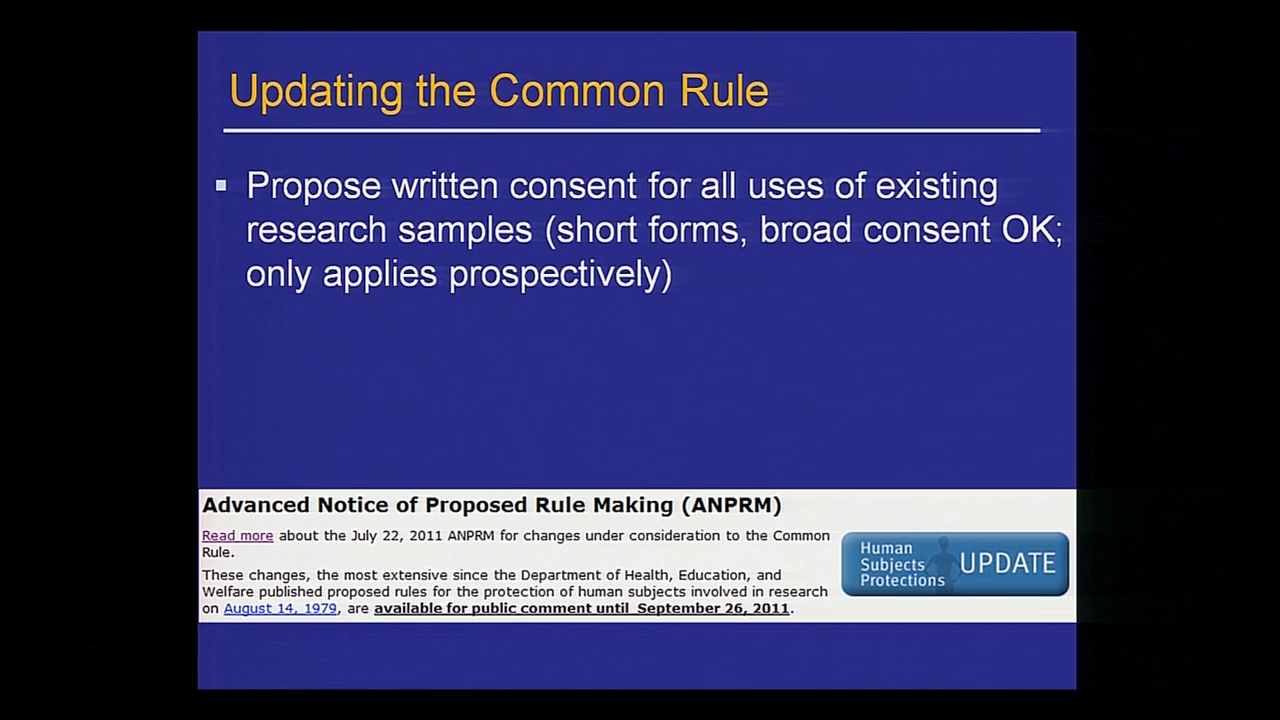 Updating the Common Rule
▪ Propose written consent for all uses of existing
research samples (short forms, broad consent OK;
only applies prospectively)
Advanced Notice of Proposed Rule Making (ANPRM)
Read more about the July 22, 2011 ANPRM for changes under consideration to the Common
Rule.
These changes, the most extensive since the Department of Health, Education, and
Welfare published proposed rules for the protection of human subjects involved in research
on August 14, 1979, are available for public comment until September 26, 2011.
Human
Subjects
Protections
UPDATE